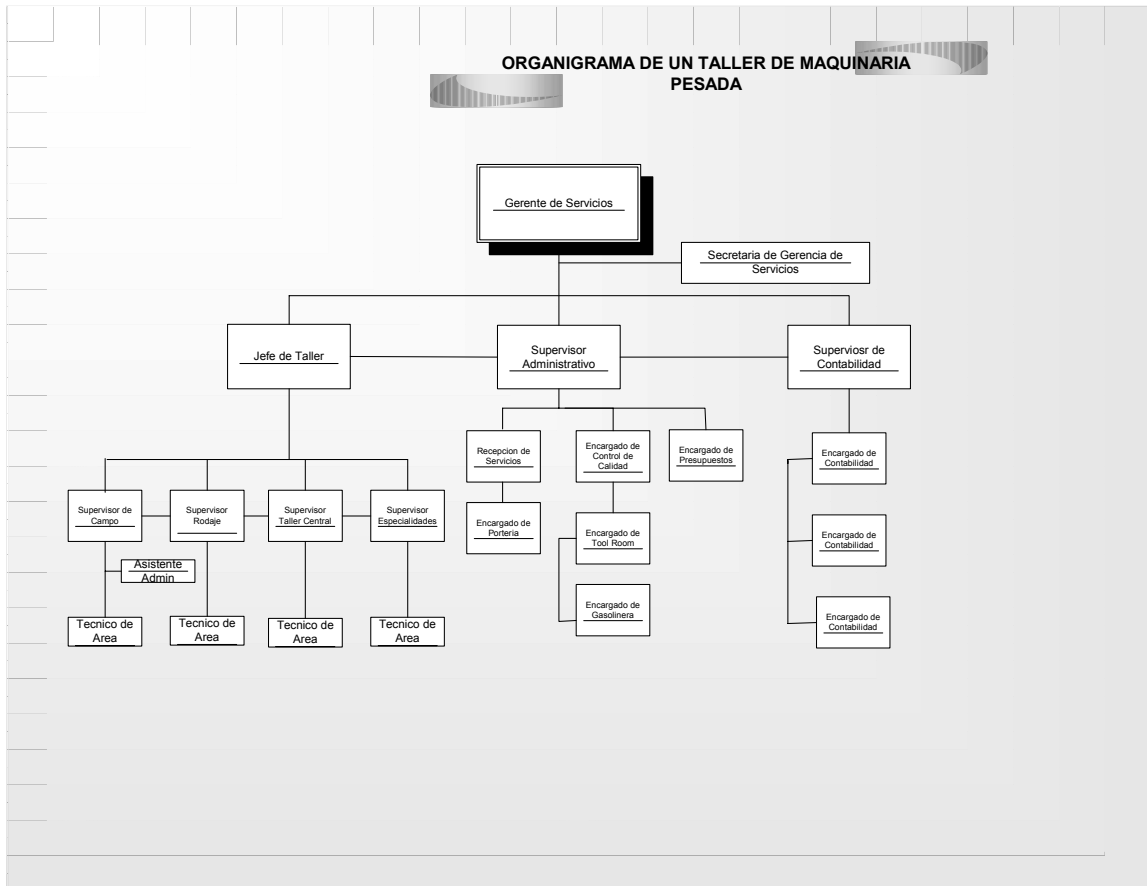 ORGANIGRAMA DE UN TALLER DE MAQUINARIA
PESADA
Gerente de Servicios
Secretaria de Gerencia de
Servicios
Jefe de Taller
Supervisor
Administrativo
Superviosr de
Contabilidad
Recepcion de
Servicios
Encargado de
Control de
Calidad
Encargado de
Presupuestos
Encargado de
Contabilidad
Supervisor de
Campo
Supervisor
Rodaje
Supervisor
Taller Central
Supervisor
Especialidades
Encargado de
Porteria
Encargado de
Tool Room
Encargado de
Contabilidad
Asistente
Admin
Encargado de
Gasolinera
Encargado de
Contabilidad
Tecnico de
Area
Tecnico de
Area
Tecnico de
Area
Tecnico de
Area